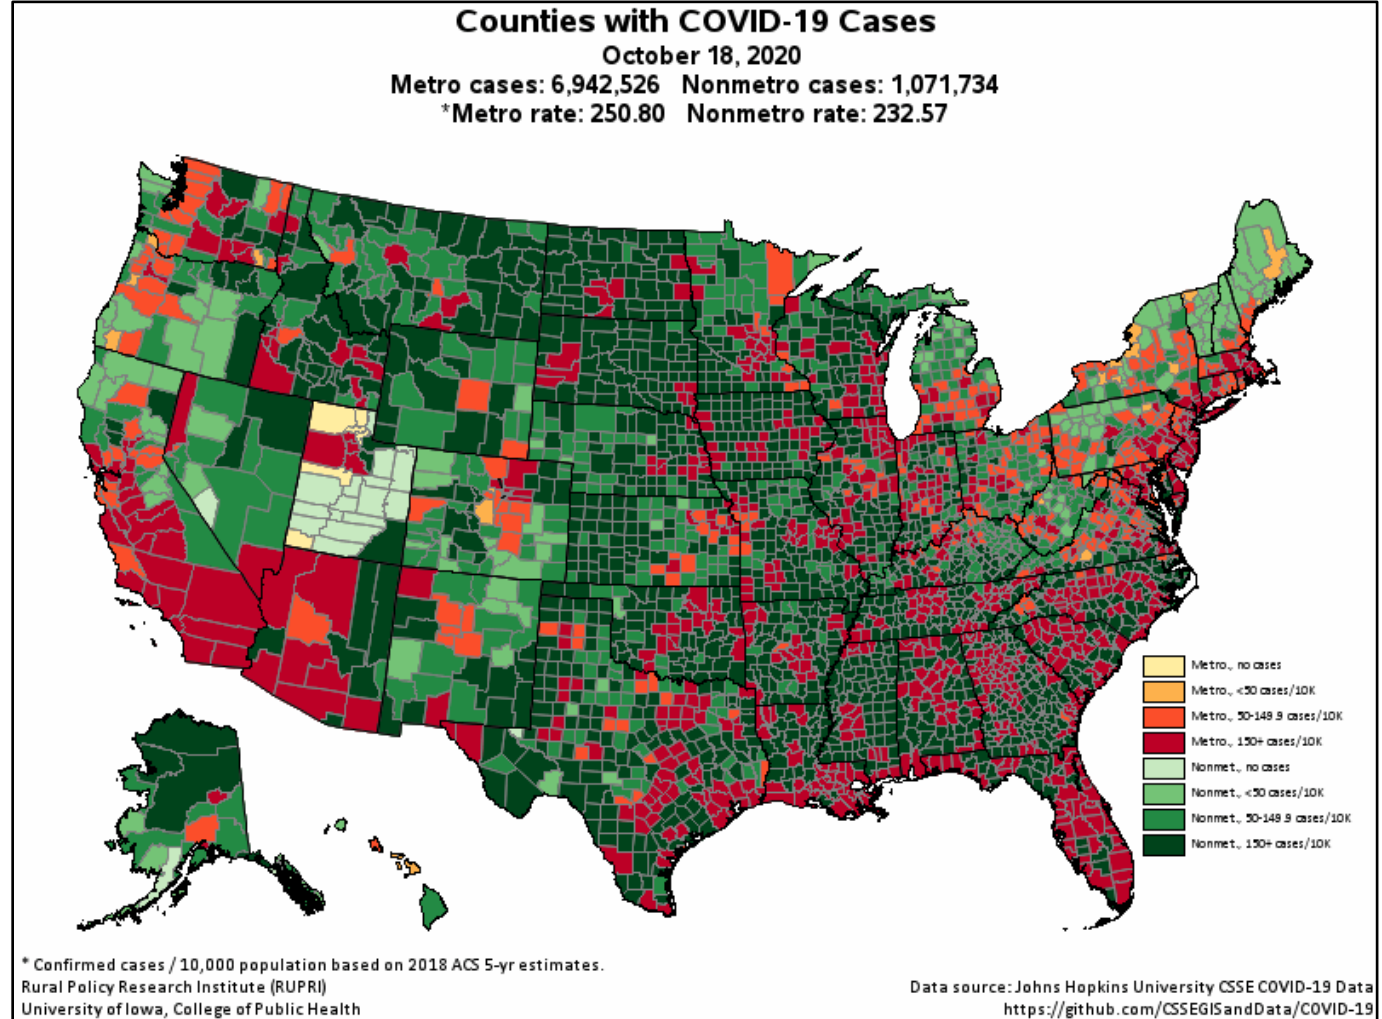 Counties with COVID-19 Cases
October 18, 2020
Metro cases: 6,942,526 Nonmetro cases: 1,071,734
*Metro rate: 250.80 Nonmetro rate: 232.57
Metro., no cases
Metro., <50 cases/10K
Metro., 50-149.9 cases/10K
Metro., 150+ cases/10K
Nonmet., no cases
Nonmet., <50 cases/10K
Nonmet., 50-149.9 cases/10K
Nonmet., 150+ cases/10K
* Confirmed cases / 10,000 population based on 2018 ACS 5-yr estimates.
Rural Policy Research Institute (RUPRI)
University of Iowa, College of Public Health
Data source: Johns Hopkins University CSSE COVID-19 Data
https://github.com/CSSEGISandData/COVID-19